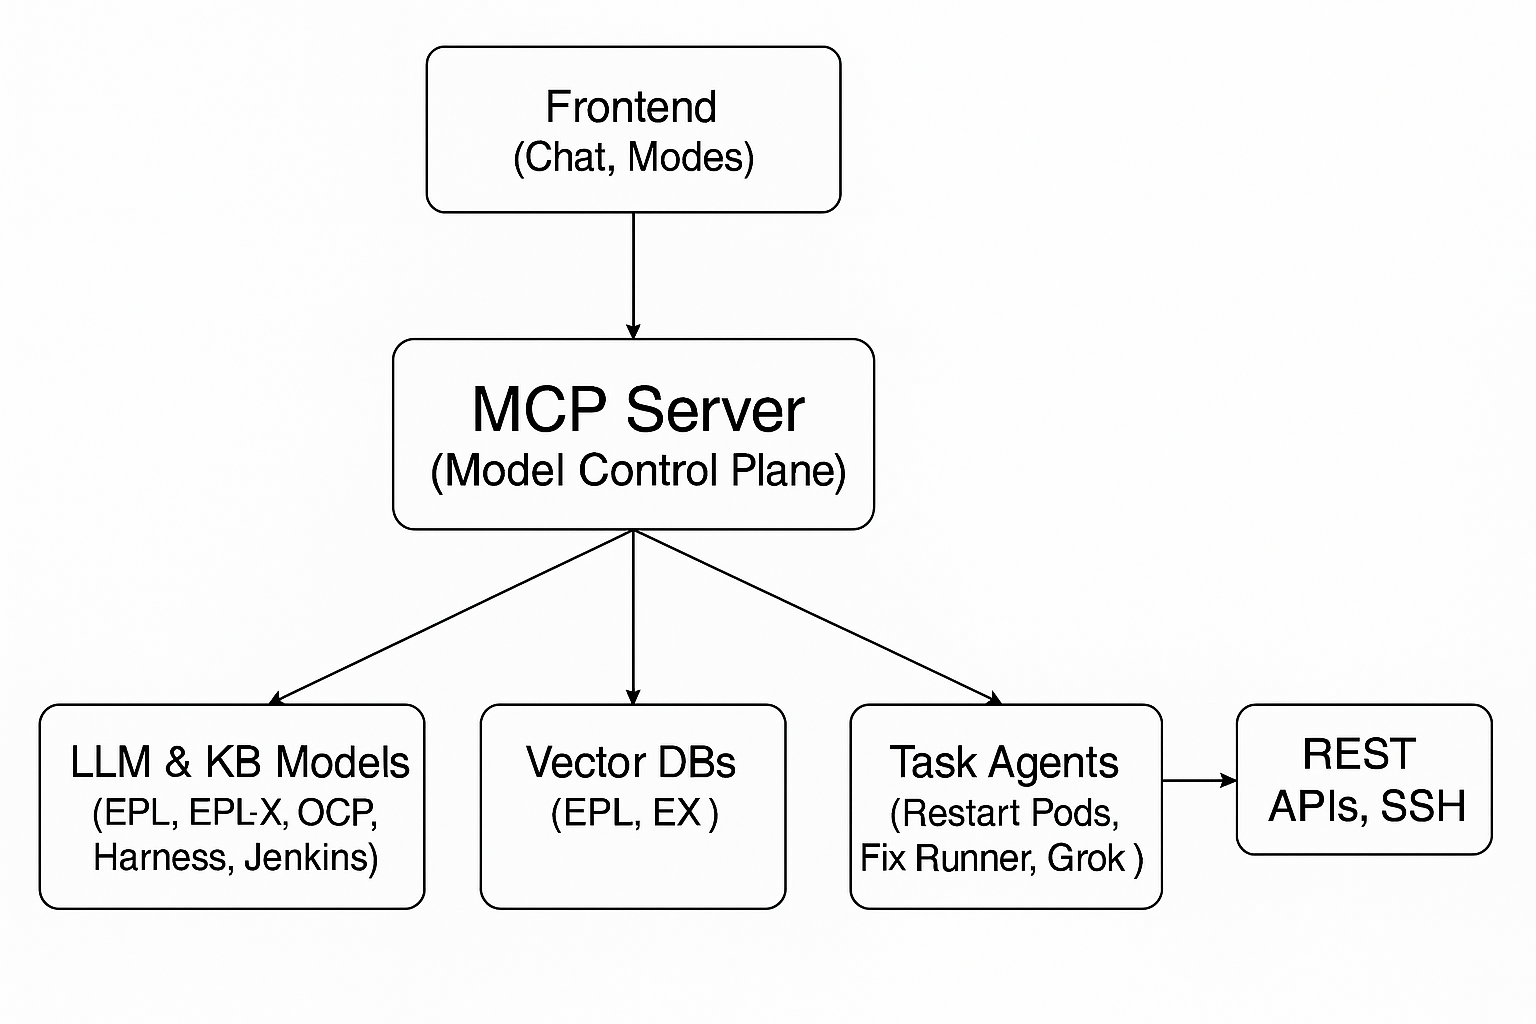 Frontend
(Chat, Modes)
MCP Server
(Model Control Plane)
LLM & KB Models
(EPL, EPL-X, OCP,
Harness, Jenkins)
Vector DBs
(EPL, EX )
Task Agents
(Restart Pods,
Fix Runner, Grok )
REST
APIs, SSH